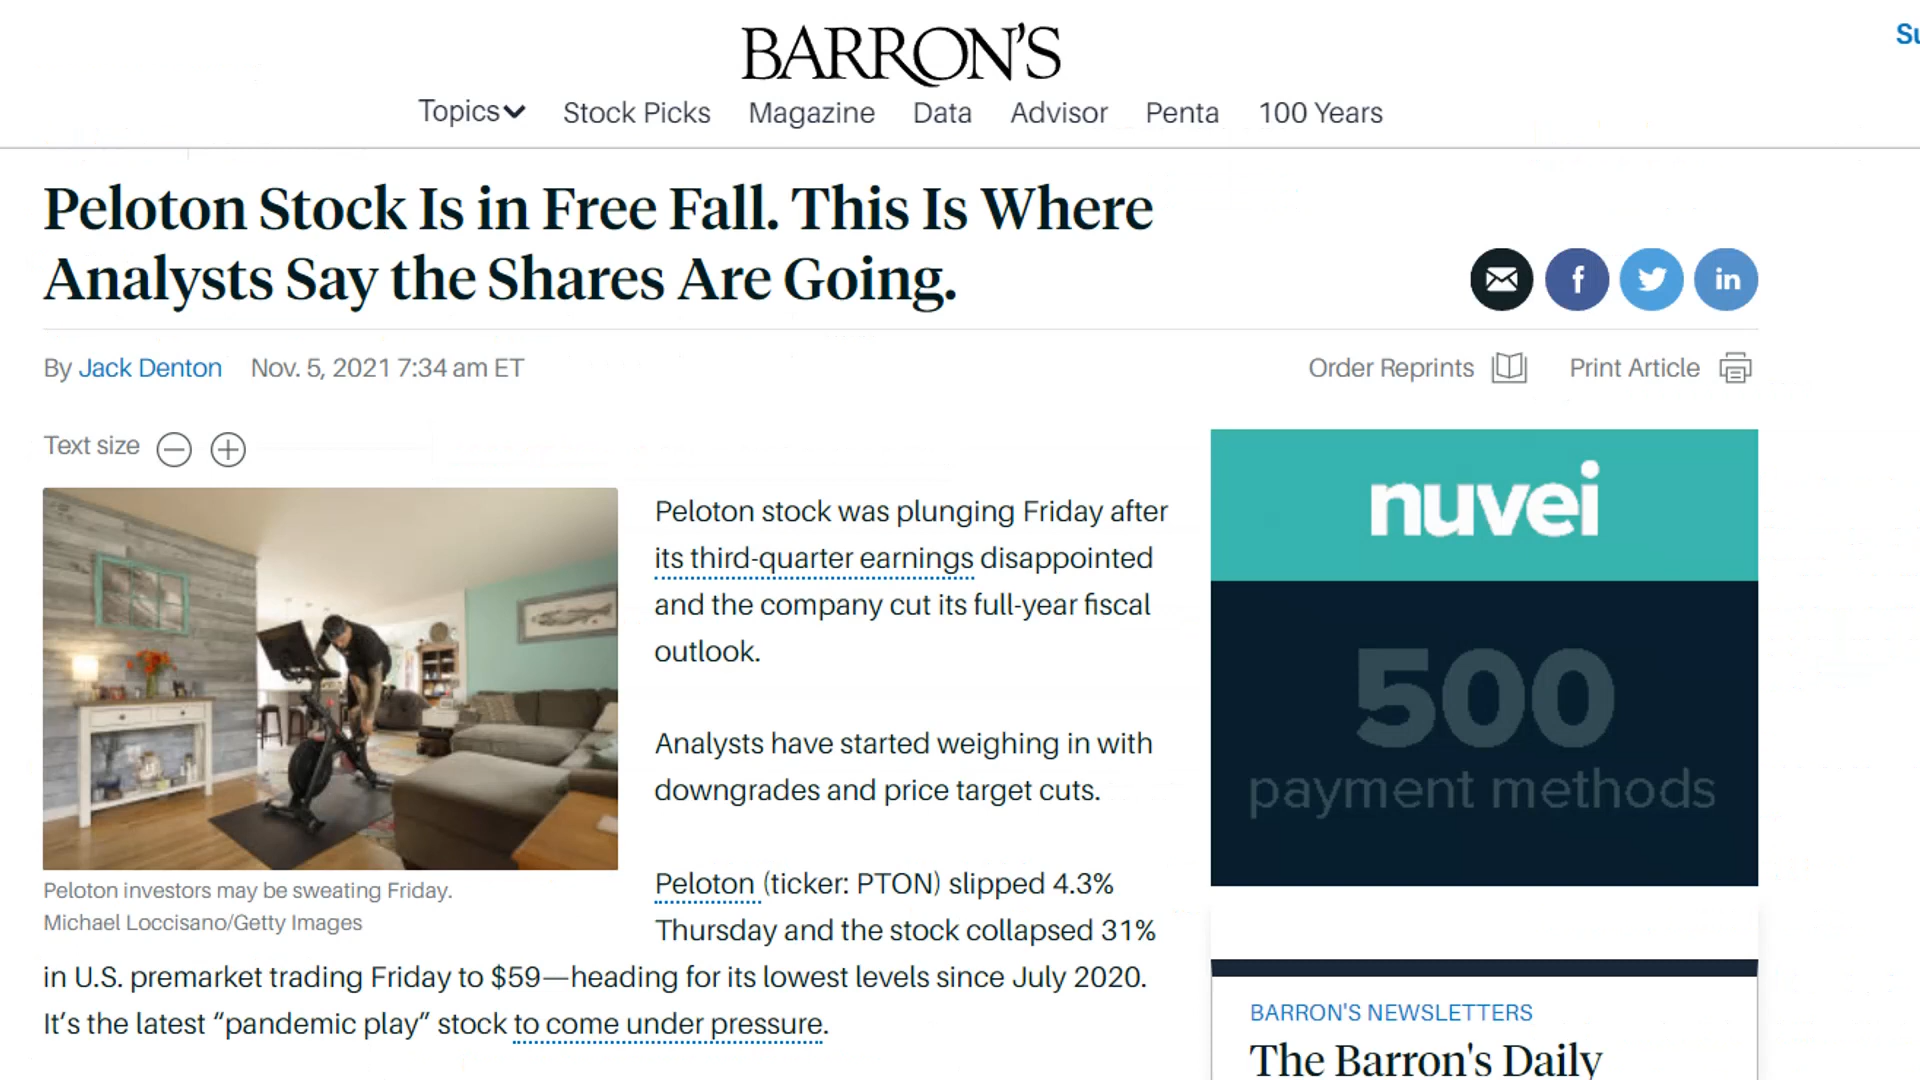 BARRON'S
Su
Topics
Stock Picks
Magazine
Data
Advisor
Penta
100 Years
Peloton Stock Is in Free Fall. This Is Where
Analysts Say the Shares Are Going.
By Jack Denton
Nov. 5, 2021 7:34 am ET
Order Reprints
Print Article
Text size
Peloton stock was plunging Friday after
its third-quarter earnings disappointed
and the company cut its full-year fiscal
outlook.
Analysts have started weighing in with
downgrades and price target cuts.
Peloton (ticker: PTON) slipped 4.3%
Thursday and the stock collapsed 31%
in U.S. premarket trading Friday to $59—heading for its lowest levels since July 2020.
It's the latest “pandemic play” stock to come under pressure.
Peloton investors may be sweating Friday.
Michael Loccisano/Getty Images
nuvei
500
payment methods
BARRON'S NEWSLETTERS
The Barron's Daily